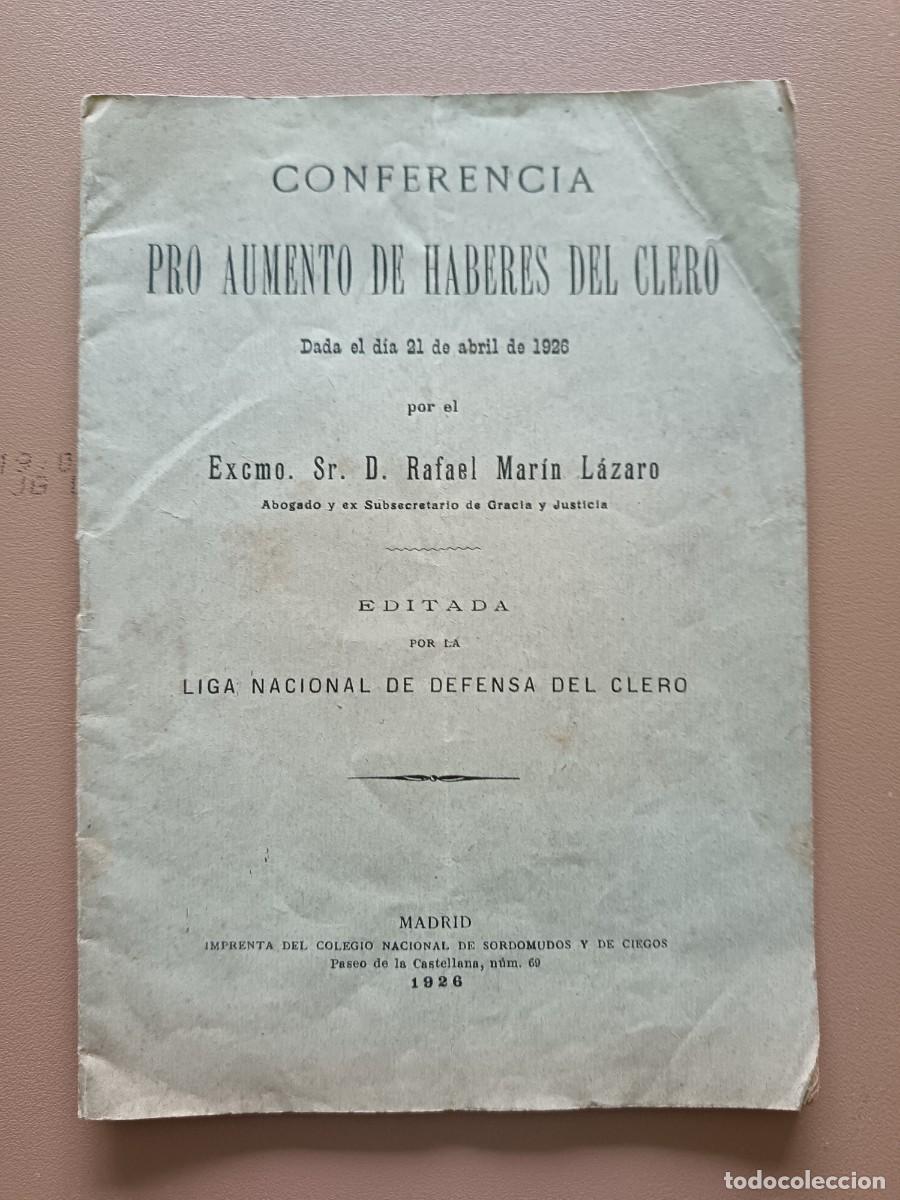 CONFERENCIA
PRO AUMENTO DE HABERES DEL CLERO
Dada el día 21 de abril de 1926
por el
Excmo. Sr. D. Rafael Marín Lázaro
Abogado y ex Subsecretario de Gracia y Justicia
EDITADA
POR LA
LIGA NACIONAL DE DEFENSA DEL CLERO
MADRID
IMPRENTA DEL COLEGIO NACIONAL DE SORDOMUDOS Y DE CIEGOS
Paseo de la Castellana, núm. 69
1926
todocoleccion